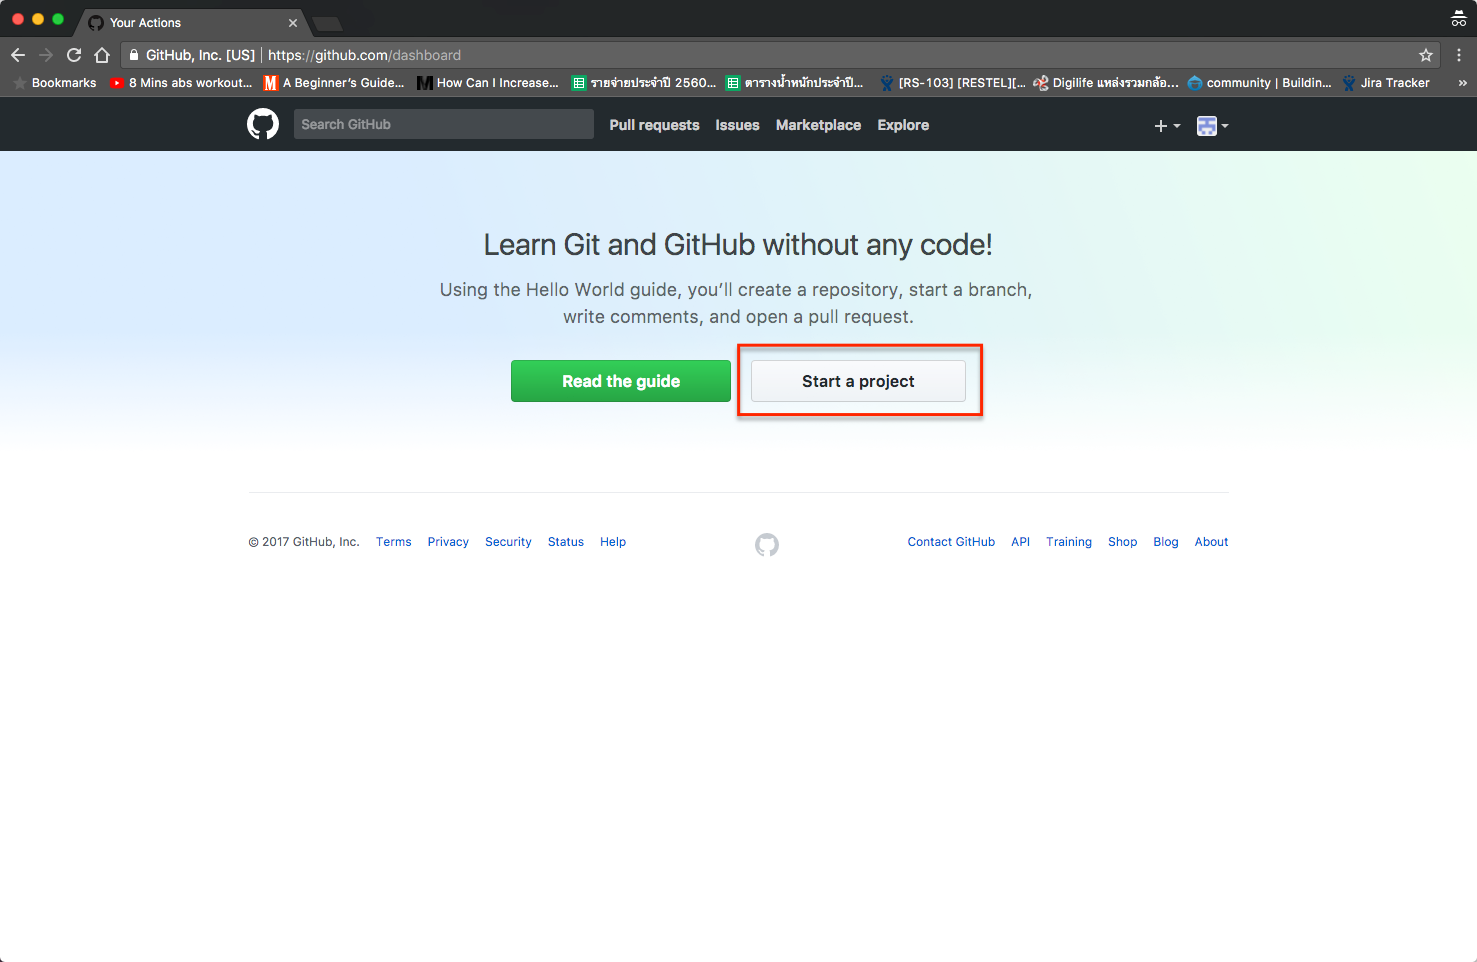 Your Actions
GitHub, Inc. [US] | https://github.com/dashboard
Bookmarks 8 Mins abs workout... A Beginner's Guide... How Can I Increase... รายจ่ายประจำปี 2560... ตารางน้ำหนักประจำปี... [RS-103] [RESTEL][... Digilife แหล่งรวมกล้อ... community | Building... Jira Tracker »
Search GitHub Pull requests Issues Marketplace Explore
Learn Git and GitHub without any code!
Using the Hello World guide, you'll create a repository, start a branch,
write comments, and open a pull request.
Read the guide Start a project
© 2017 GitHub, Inc. Terms Privacy Security Status Help Contact GitHub API Training Shop Blog About